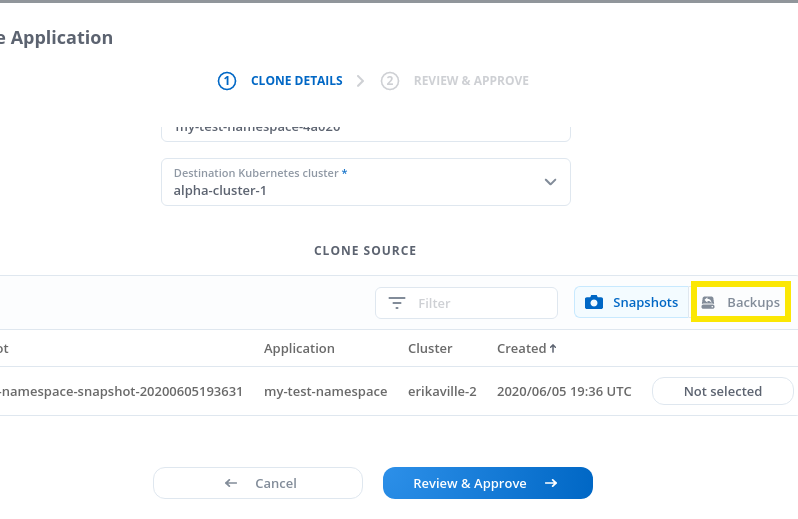 e Application
1 CLONE DETAILS 2 REVIEW & APPROVE
my-test-namespace-4a020
Destination Kubernetes cluster *
alpha-cluster-1
CLONE SOURCE
Filter Snapshots Backups
ot Application Cluster Created
-namespace-snapshot-20200605193631 my-test-namespace erikaville-2 2020/06/05 19:36 UTC Not selected
Cancel Review & Approve